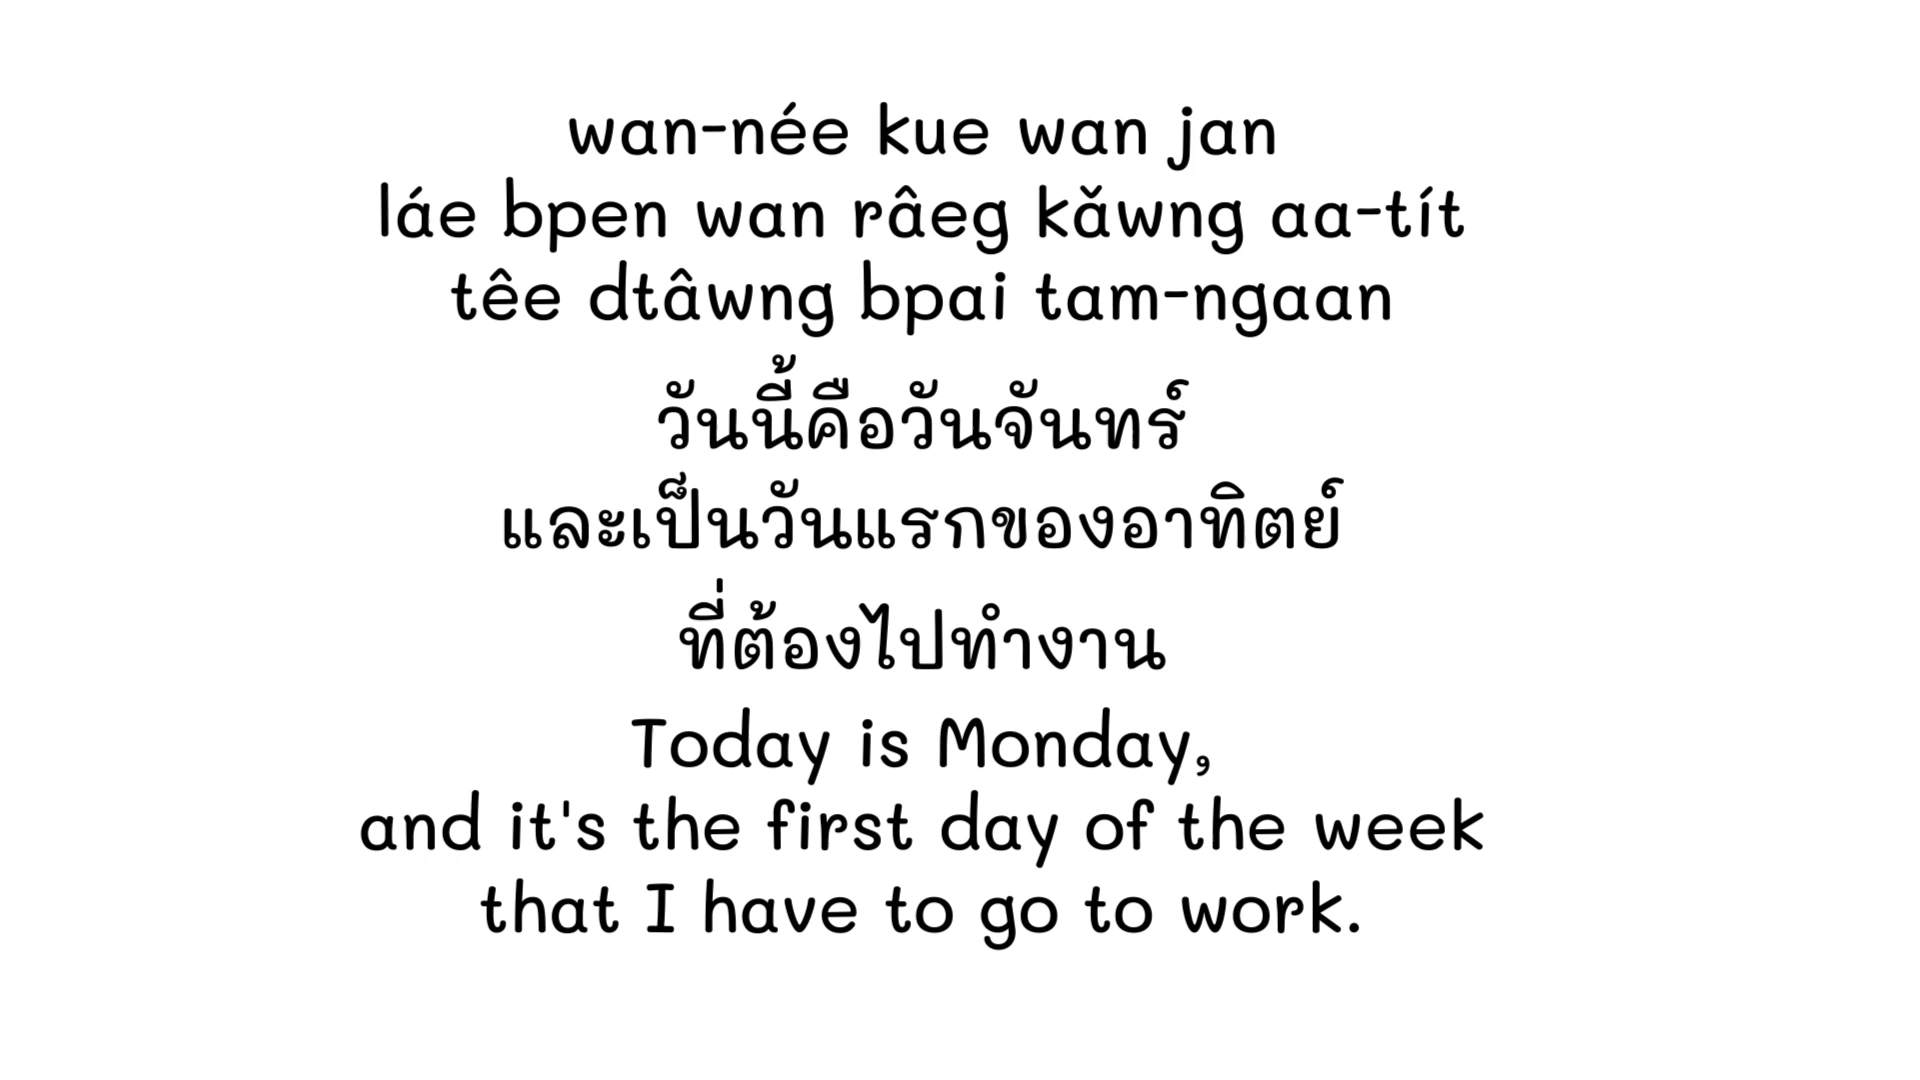 wan-née kue wan jan
láe bpen wan râeg kǎwng aa-tít
têe dtâwng bpai tam-ngaan
วันนี้คือวันจันทร์
และเป็นวันแรกของอาทิตย์
ที่ต้องไปทำงาน
Today is Monday,
and it's the first day of the week
that I have to go to work.